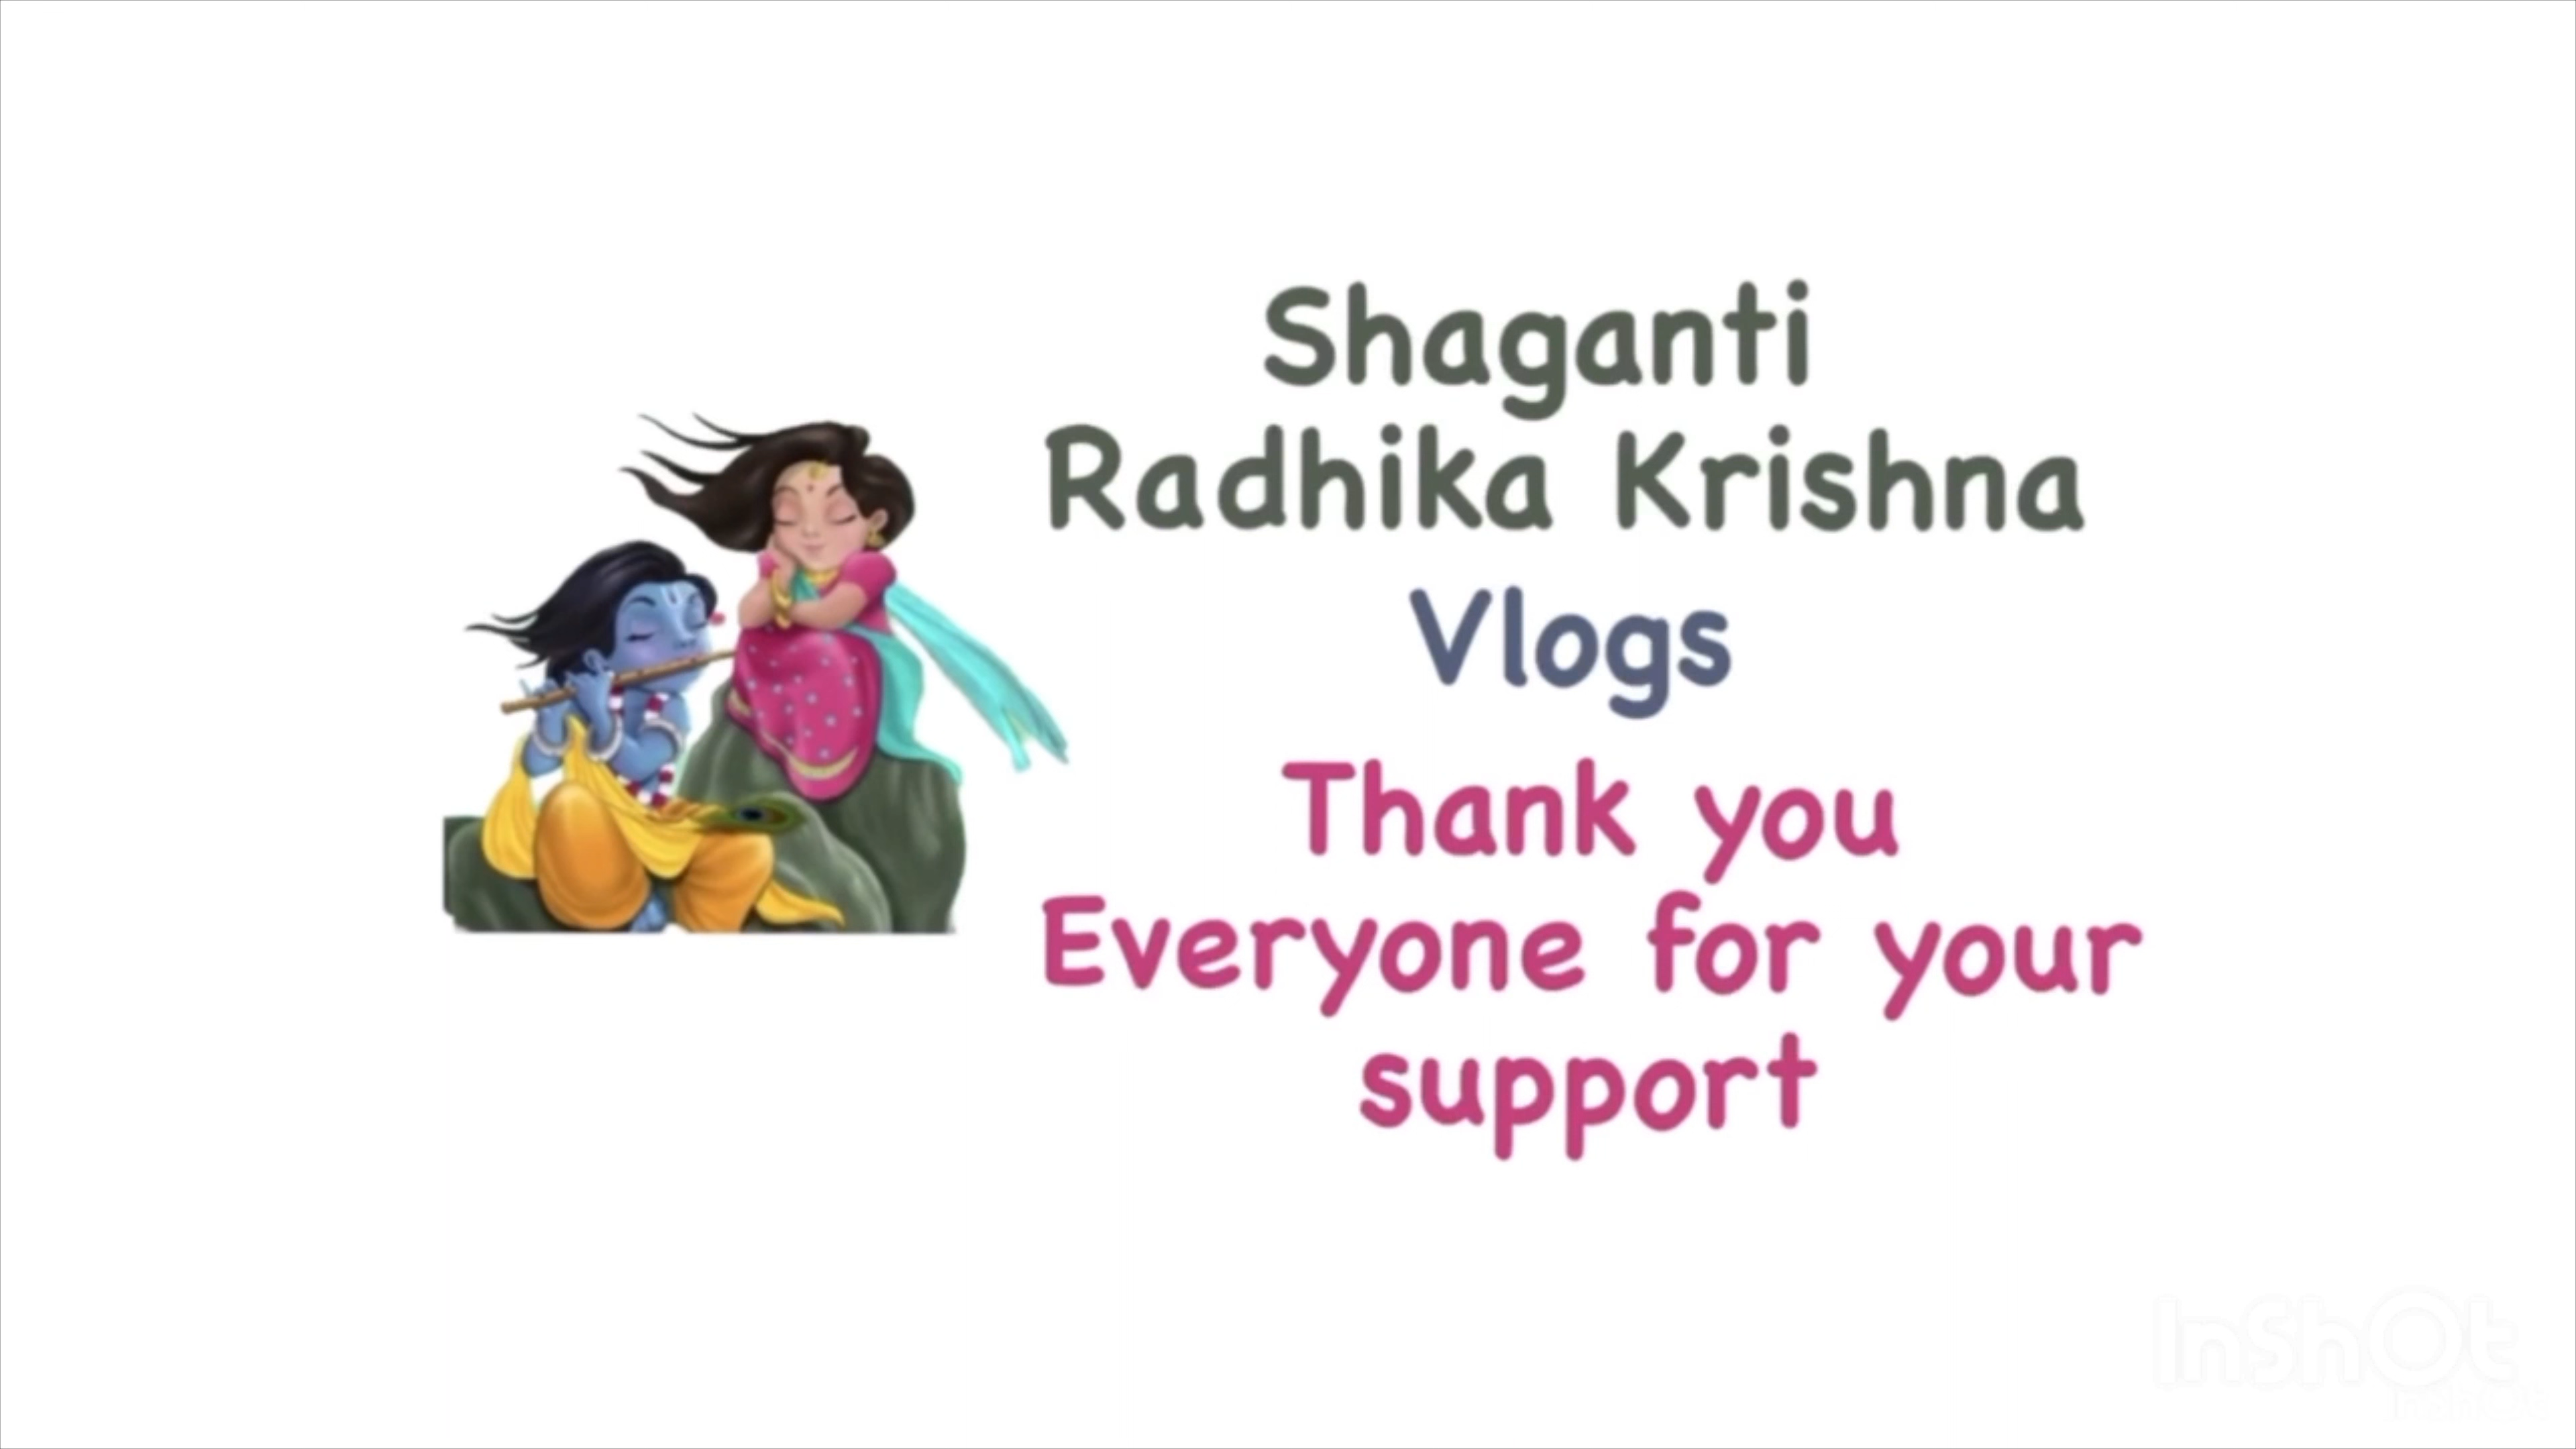 Shaganti
Radhika Krishna
Vlogs
Thank you
Everyone for your
support
InShOt